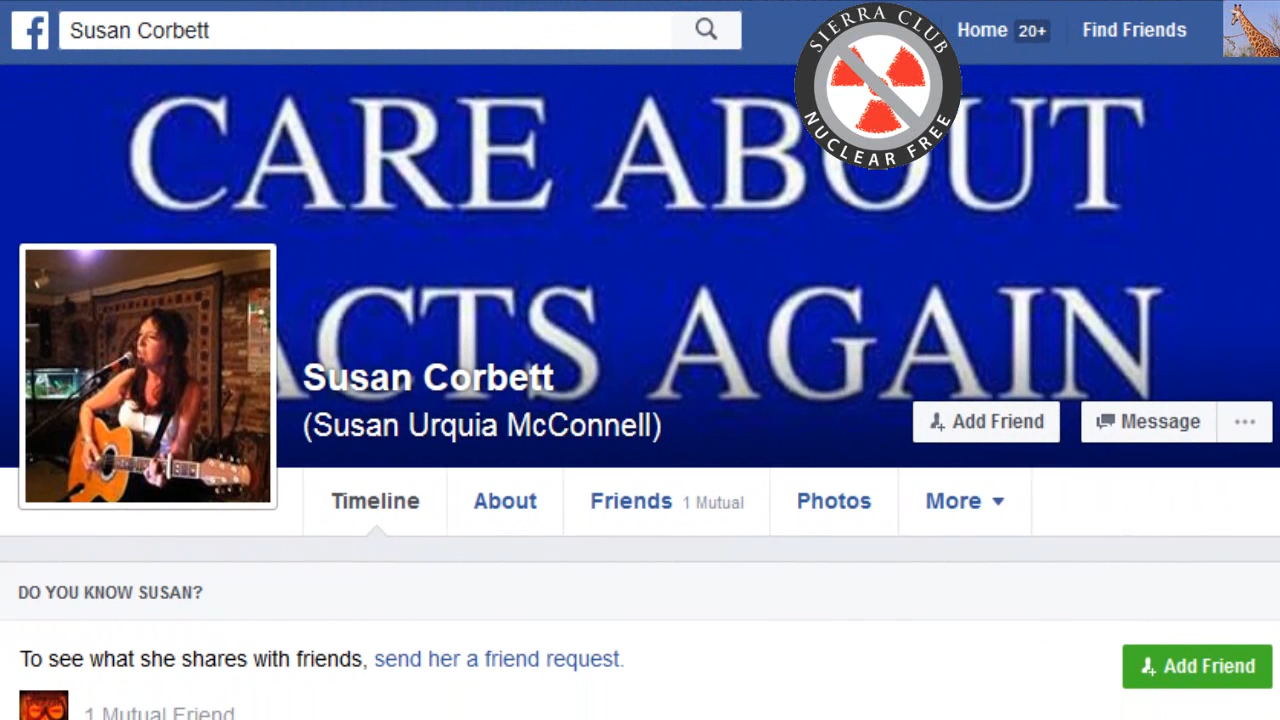 f
Susan Corbett
Home 20+
Find Friends
SIERRA CLUB
NUCLEAR FREE
CARE ABOUT
ACTS AGAIN
Susan Corbett
(Susan Urquia McConnell)
Add Friend
Message
...
Timeline
About
Friends 1 Mutual
Photos
More
DO YOU KNOW SUSAN?
To see what she shares with friends, send her a friend request.
Add Friend
1 Mutual Friend